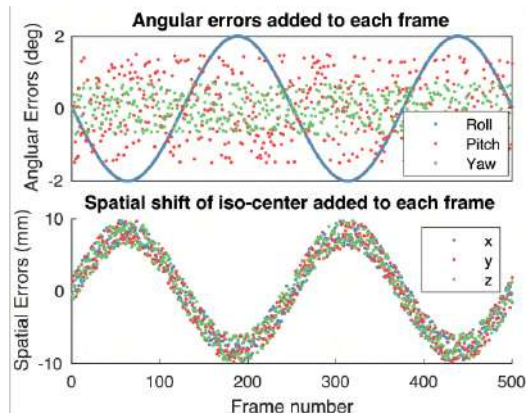 Angular errors added to each frame
Angluar Errors (deg)
2
0
-2
Roll
Pitch
Yaw
Spatial shift of iso-center added to each frame
Spatial Errors (mm)
10
0
-10
x
y
z
0 100 200 300 400 500
Frame number